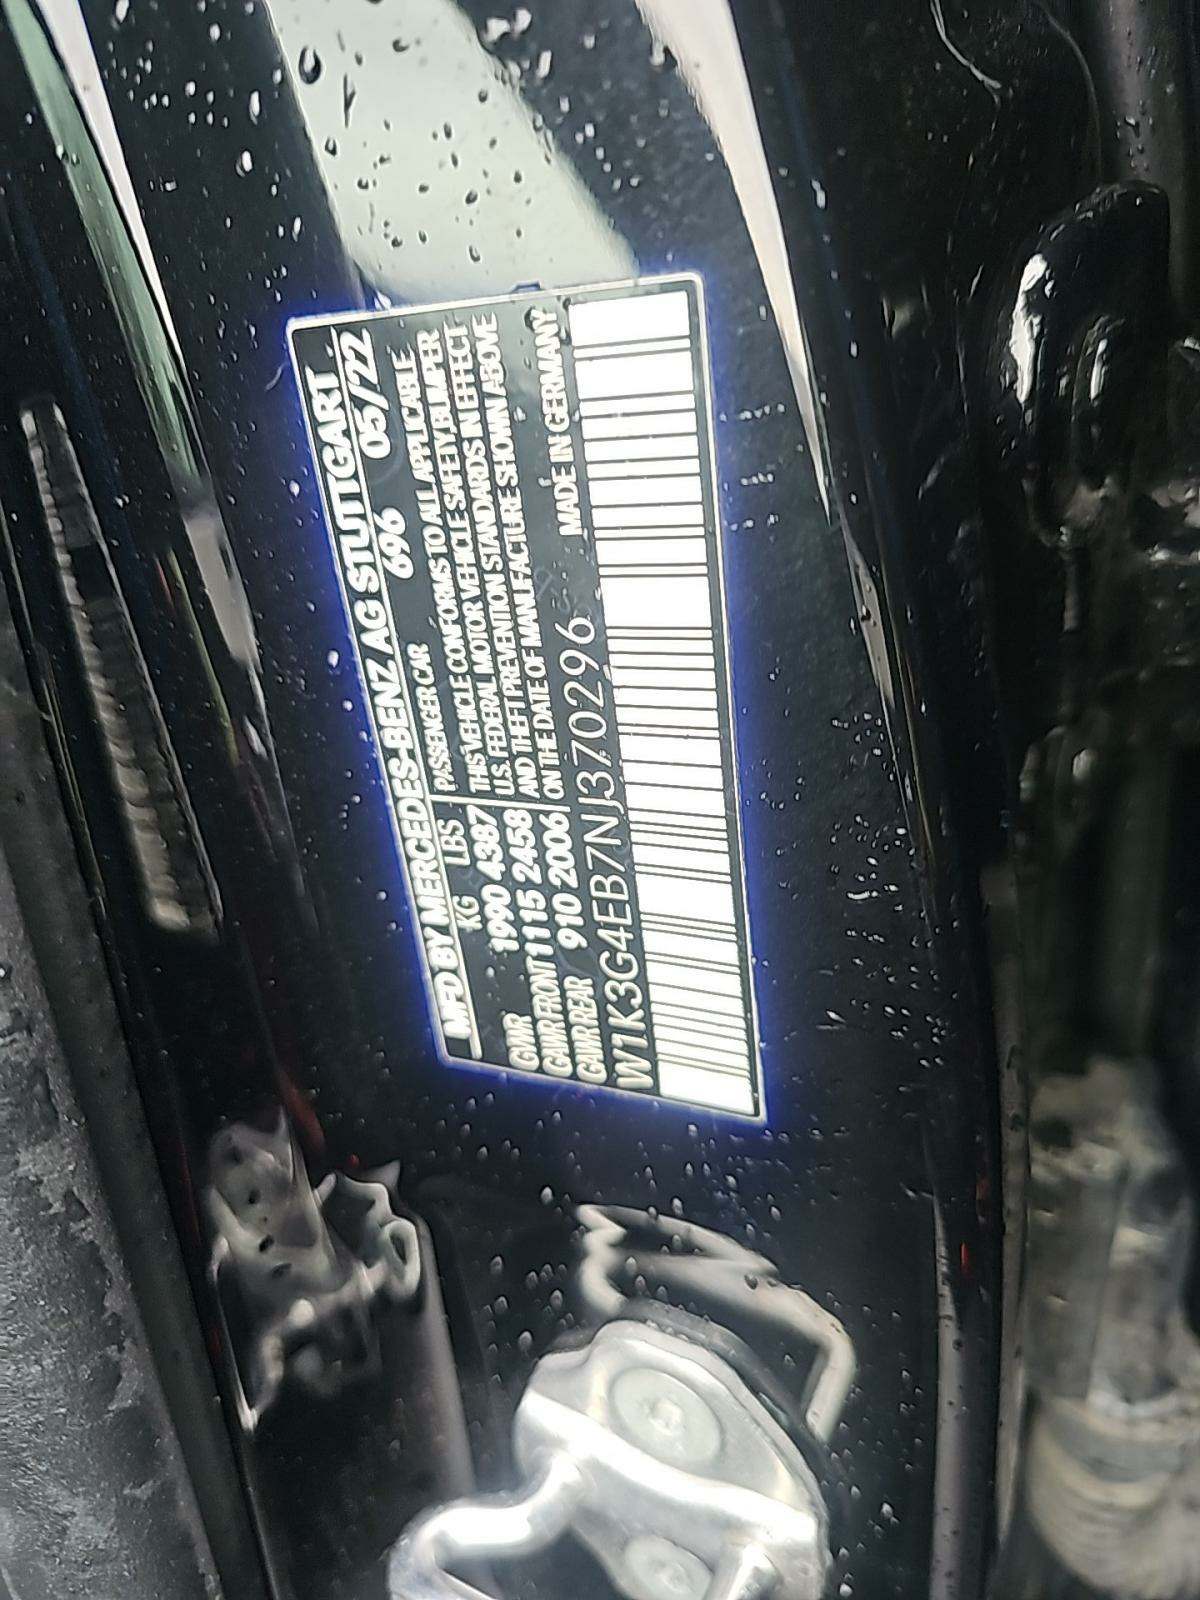 MFD BY MERCEDES-BENZ AG STUTTGART
KG LBS PASSENGER CAR 696 05/22
GVWR 1990 4387 THIS VEHICLE CONFORMS TO ALL APPLICABLE
GAWR FRONT 1115 2458 U.S. FEDERAL MOTOR VEHICLE SAFETY, BUMPER
GAWR REAR 910 2006 AND THEFT PREVENTION STANDARDS IN EFFECT
ON THE DATE OF MANUFACTURE SHOWN ABOVE
W1K3G4EB7NJ370296 MADE IN GERMANY